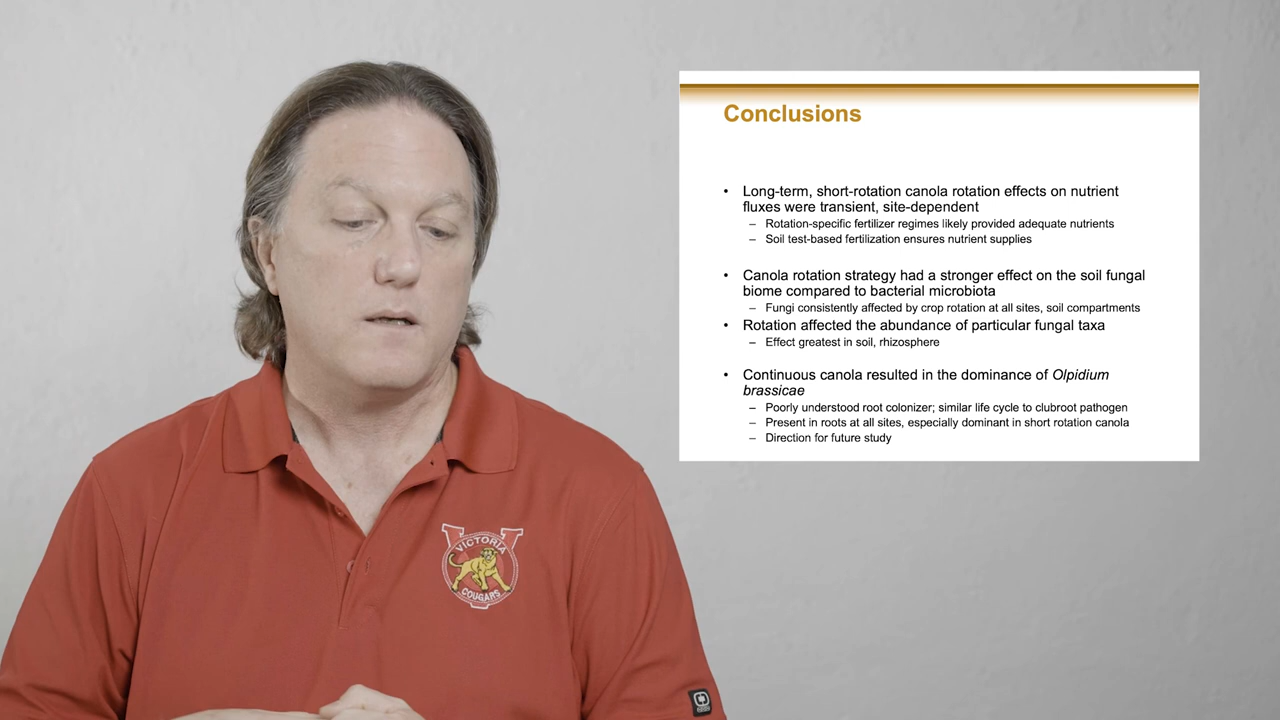 Conclusions
• Long-term, short-rotation canola rotation effects on nutrient
fluxes were transient, site-dependent
– Rotation-specific fertilizer regimes likely provided adequate nutrients
– Soil test-based fertilization ensures nutrient supplies
• Canola rotation strategy had a stronger effect on the soil fungal
biome compared to bacterial microbiota
– Fungi consistently affected by crop rotation at all sites, soil compartments
• Rotation affected the abundance of particular fungal taxa
– Effect greatest in soil, rhizosphere
• Continuous canola resulted in the dominance of Olpidium
brassicae
– Poorly understood root colonizer; similar life cycle to clubroot pathogen
– Present in roots at all sites, especially dominant in short rotation canola
– Direction for future study
V
VICTORIA
COUGARS